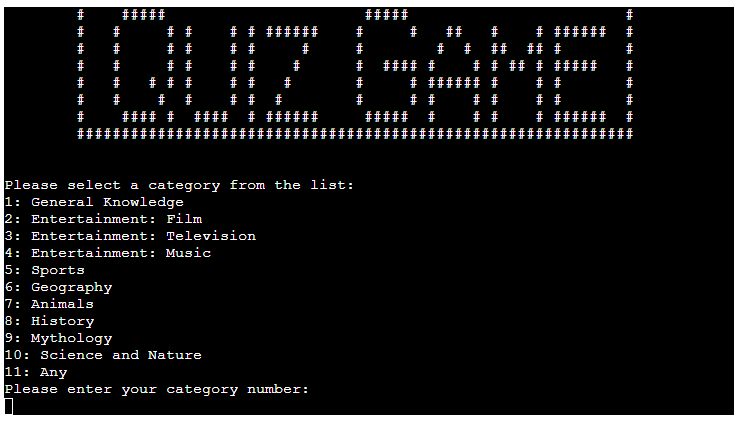 QUIZ GAME
Please select a category from the list:
1: General Knowledge
2: Entertainment: Film
3: Entertainment: Television
4: Entertainment: Music
5: Sports
6: Geography
7: Animals
8: History
9: Mythology
10: Science and Nature
11: Any
Please enter your category number: